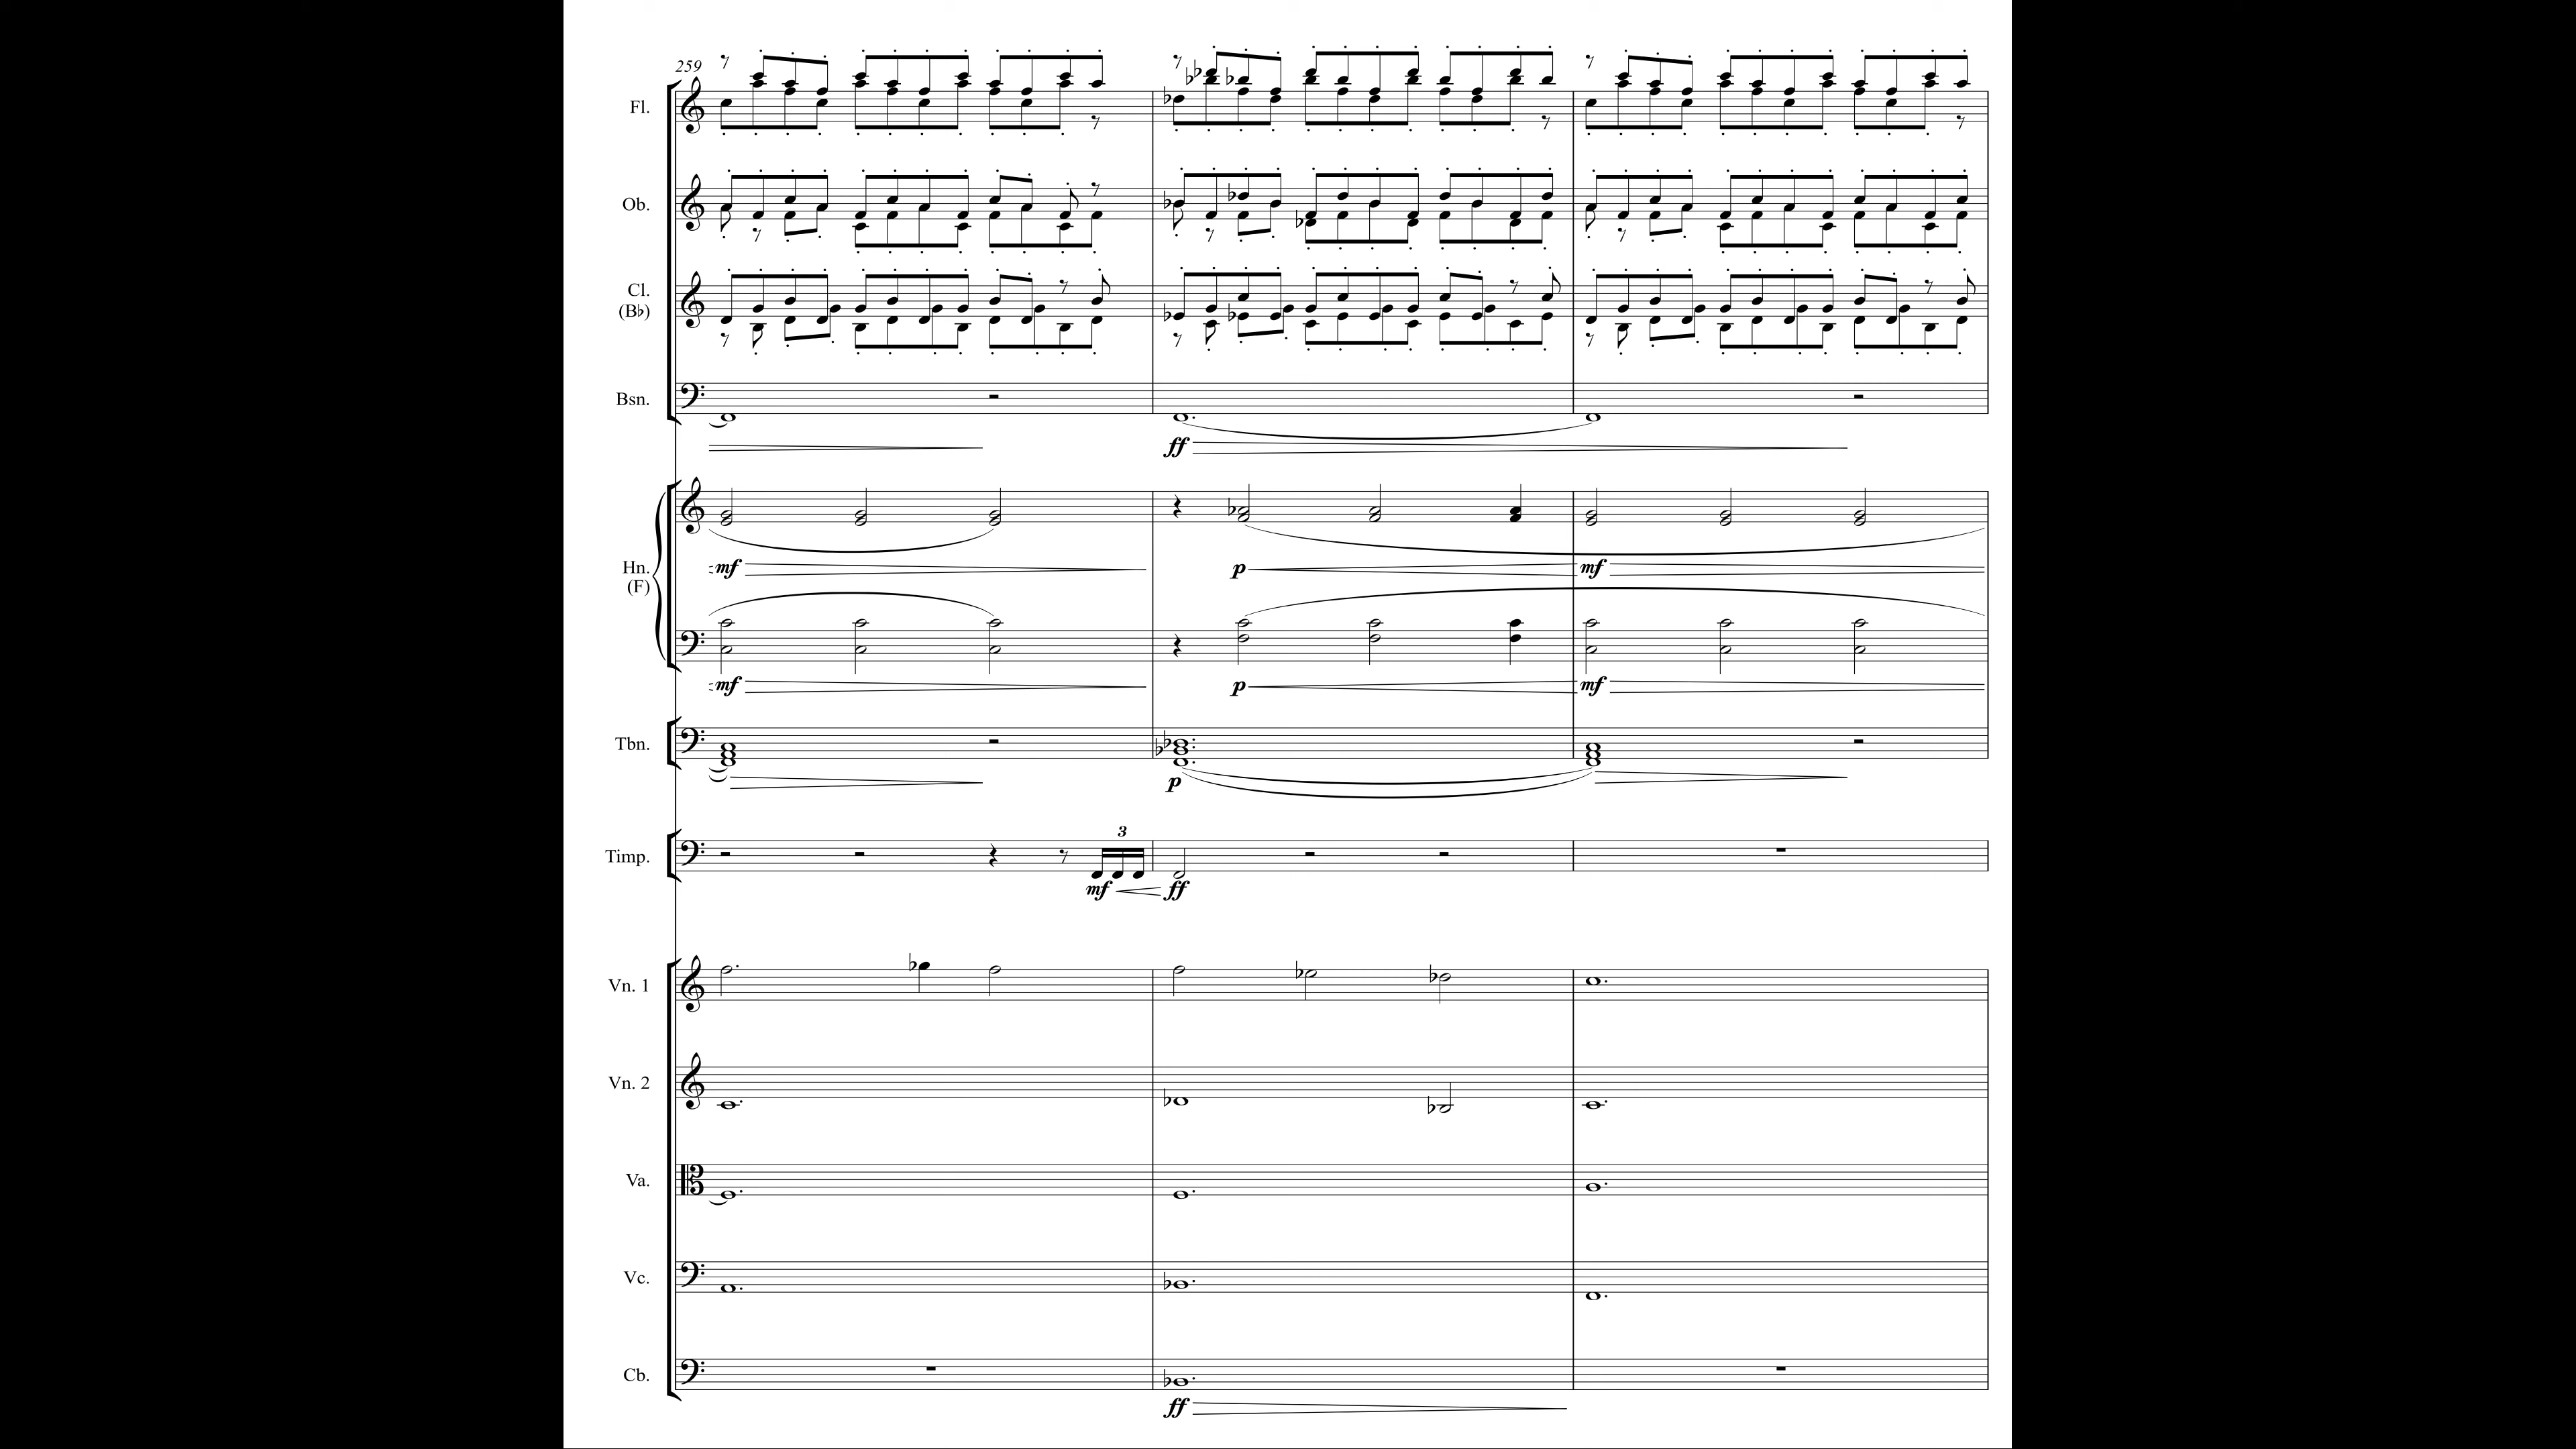 259
Fl.
Ob.
Cl.
(B♭)
Bsn.
ff
mf p mf
Hn.
(F)
mf p mf
Tbn.
p
3
Timp.
mf ff
Vn. 1
Vn. 2
Va.
Vc.
Cb.
ff